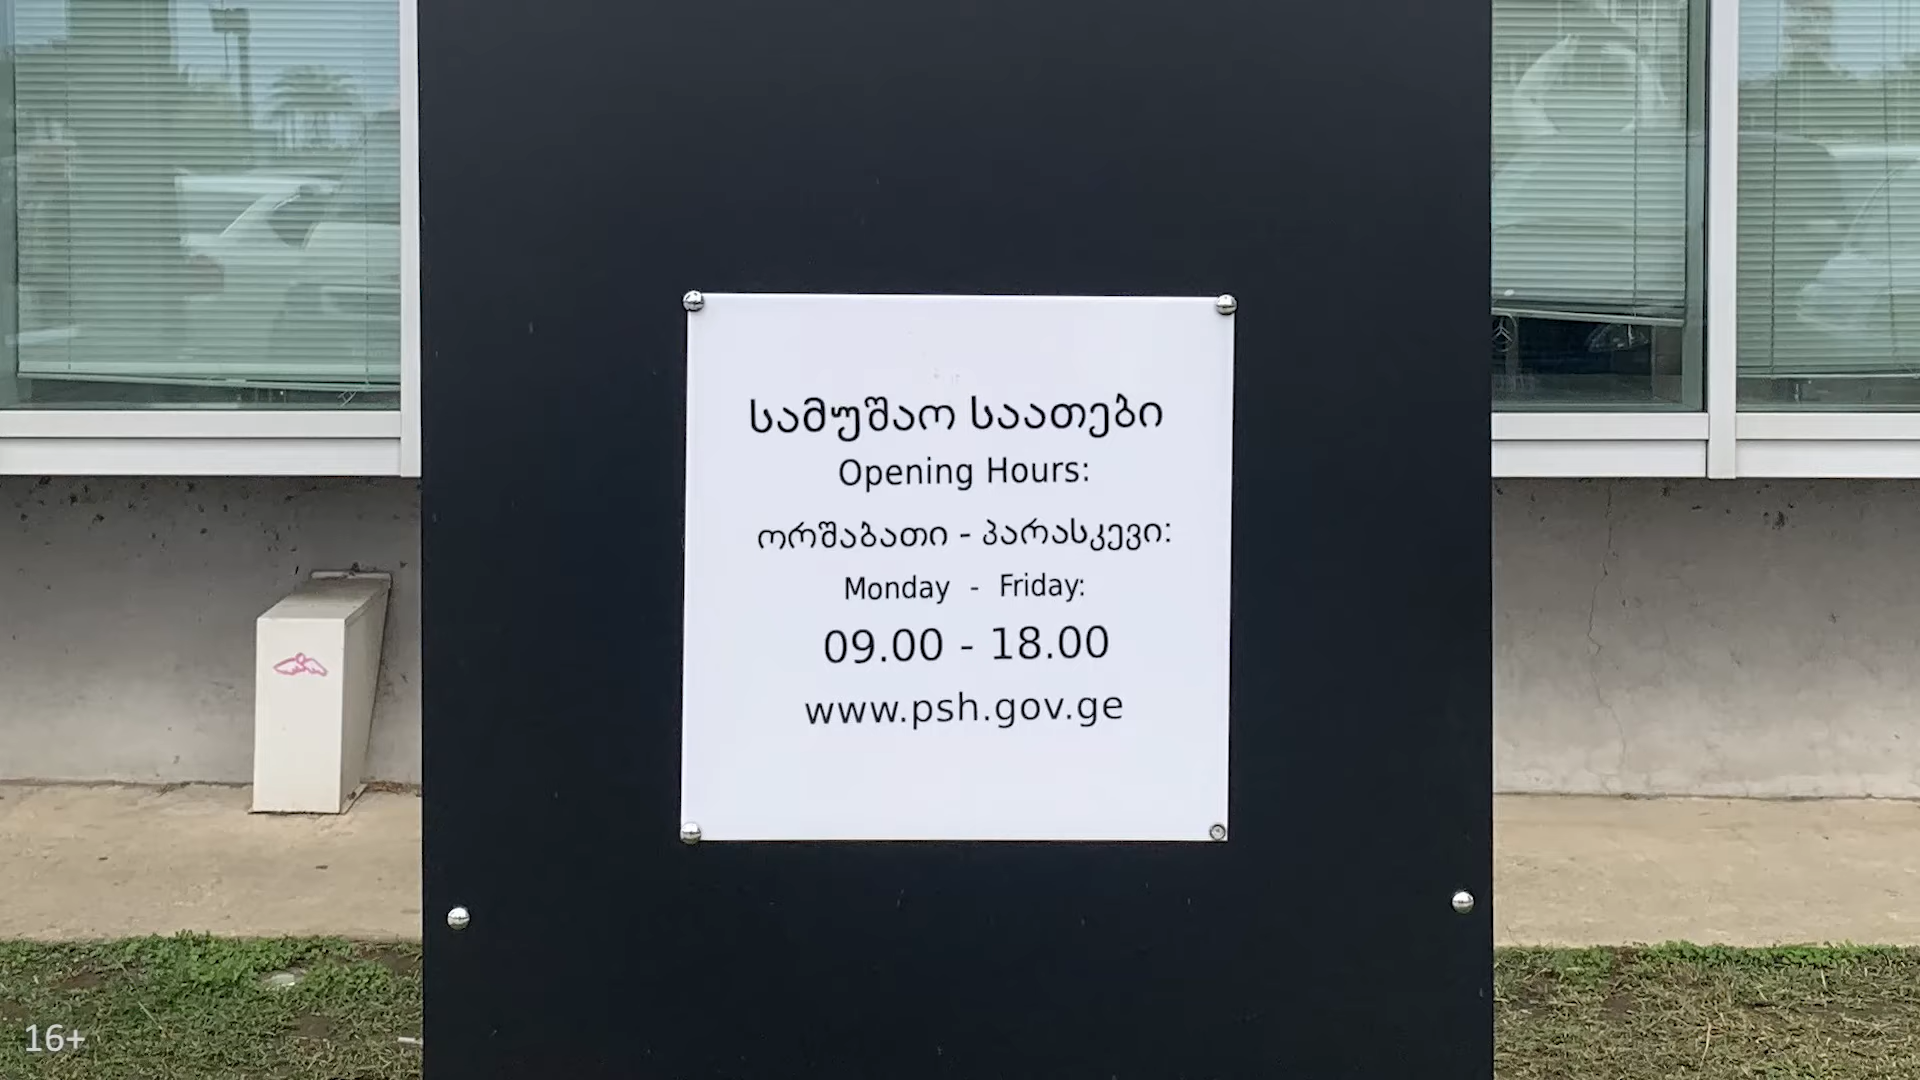 სამუშაო საათები
Opening Hours:
ორშაბათი - პარასკევი:
Monday - Friday:
09.00 - 18.00
www.psh.gov.ge
16+